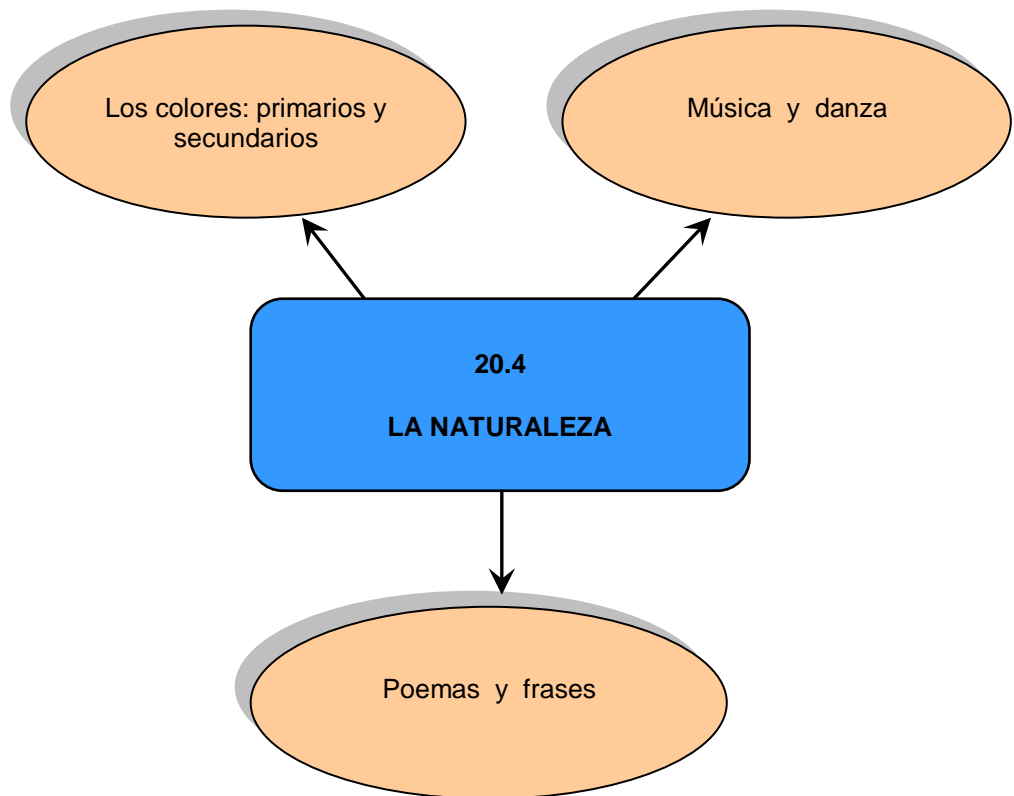 Los colores: primarios y
secundarios
Música y danza
20.4
LA NATURALEZA
Poemas y frases